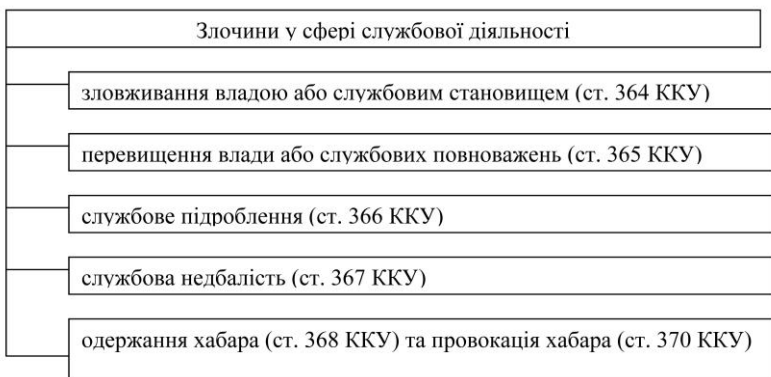 Злочини у сфері службової діяльності
зловживання владою або службовим становищем (ст. 364 ККУ)
перевищення влади або службових повноважень (ст. 365 ККУ)
службове підроблення (ст. 366 ККУ)
службова недбалість (ст. 367 ККУ)
одержання хабара (ст. 368 ККУ) та провокація хабара (ст. 370 ККУ)